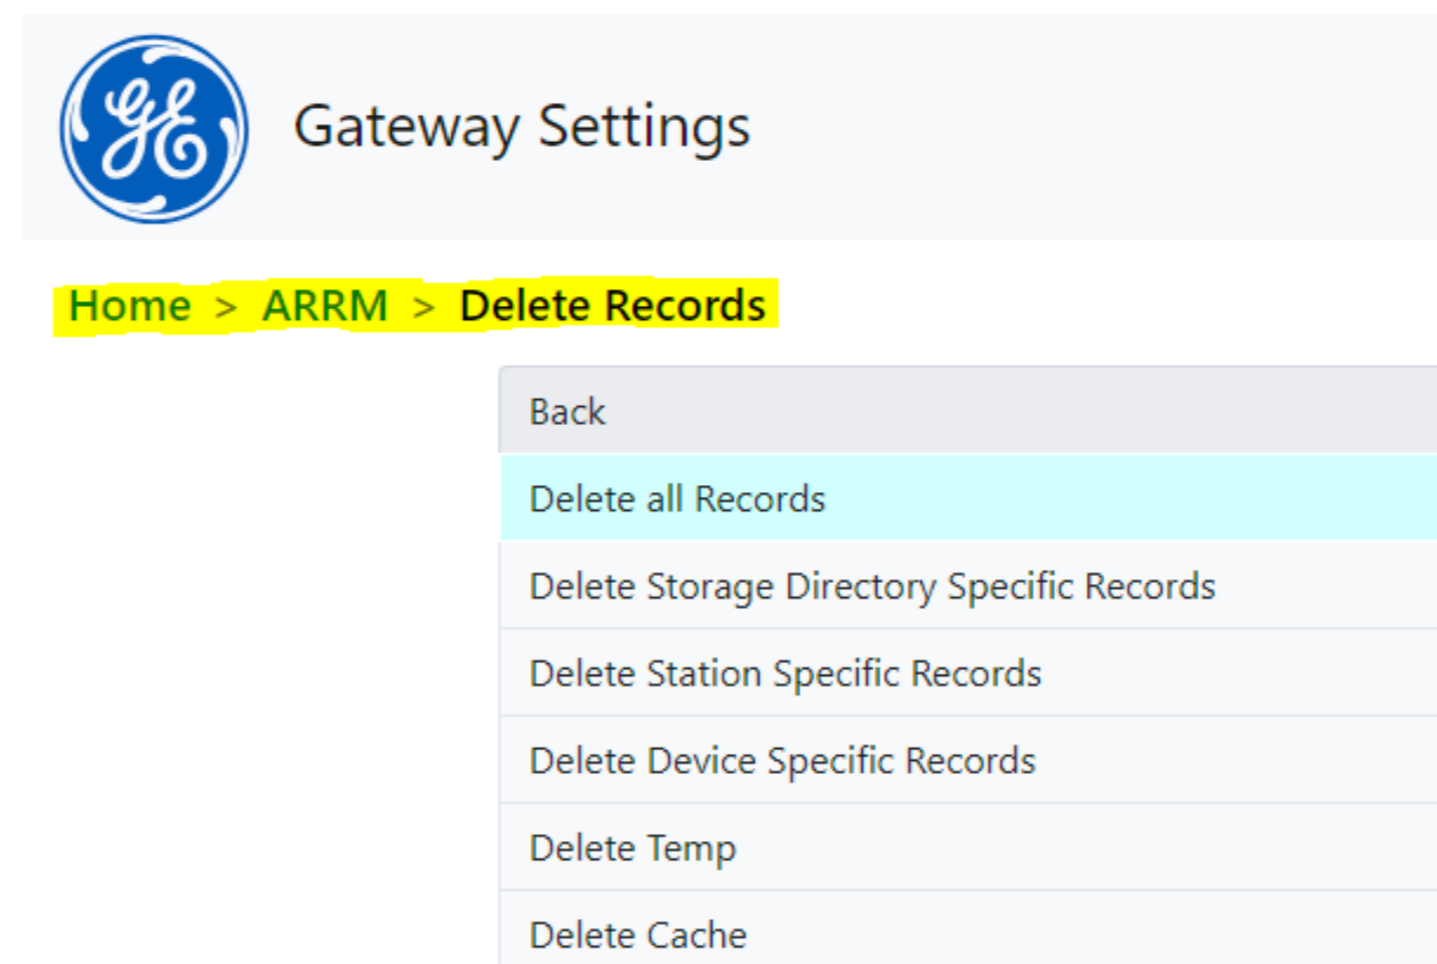 GE
Gateway Settings
Home > ARRM > Delete Records
Back
Delete all Records
Delete Storage Directory Specific Records
Delete Station Specific Records
Delete Device Specific Records
Delete Temp
Delete Cache